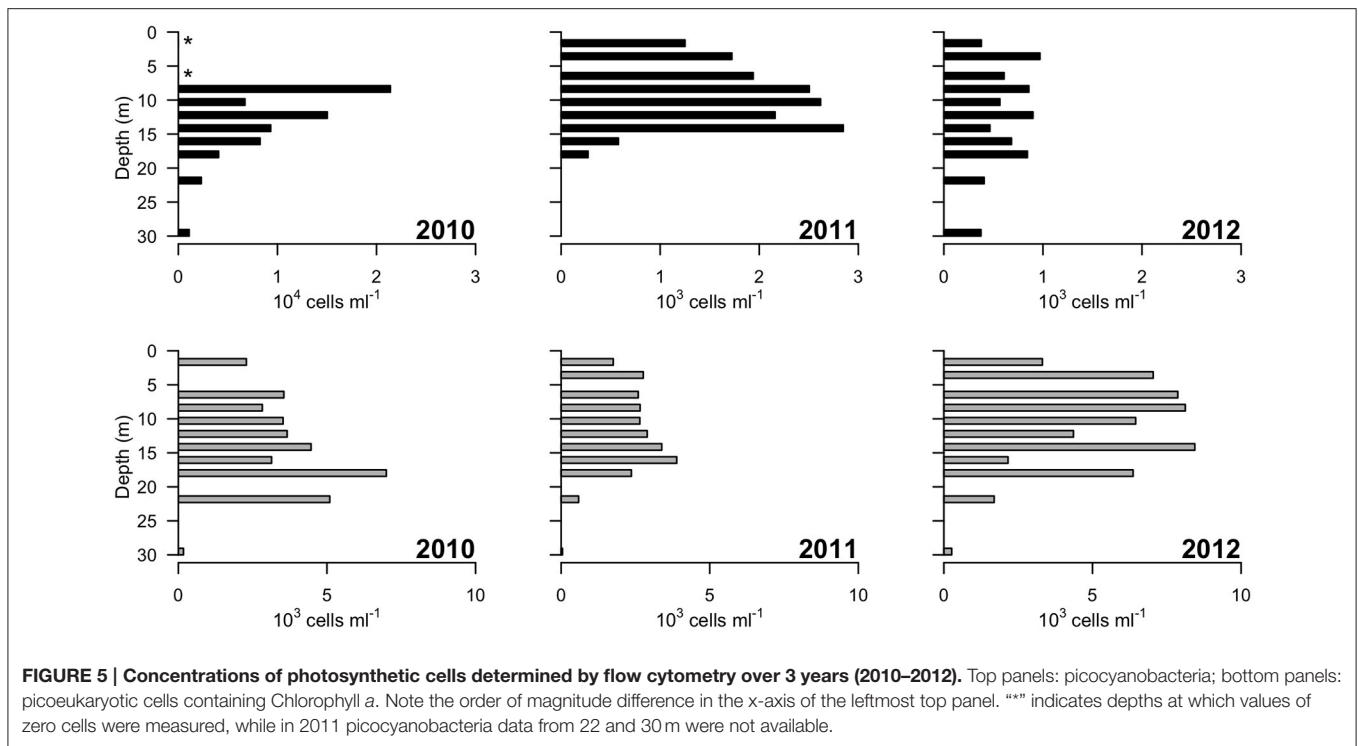 0
5
10
15
20
25
30
Depth (m)
*
*
2010
0 1 2 3
10⁴ cells ml⁻¹
2011
0 1 2 3
10³ cells ml⁻¹
2012
0 1 2 3
10³ cells ml⁻¹
0
5
10
15
20
25
30
Depth (m)
2010
0 5 10
10³ cells ml⁻¹
2011
0 5 10
10³ cells ml⁻¹
2012
0 5 10
10³ cells ml⁻¹
FIGURE 5 | Concentrations of photosynthetic cells determined by flow cytometry over 3 years (2010–2012). Top panels: picocyanobacteria; bottom panels:
picoeukaryotic cells containing Chlorophyll a. Note the order of magnitude difference in the x-axis of the leftmost top panel. “*” indicates depths at which values of
zero cells were measured, while in 2011 picocyanobacteria data from 22 and 30 m were not available.